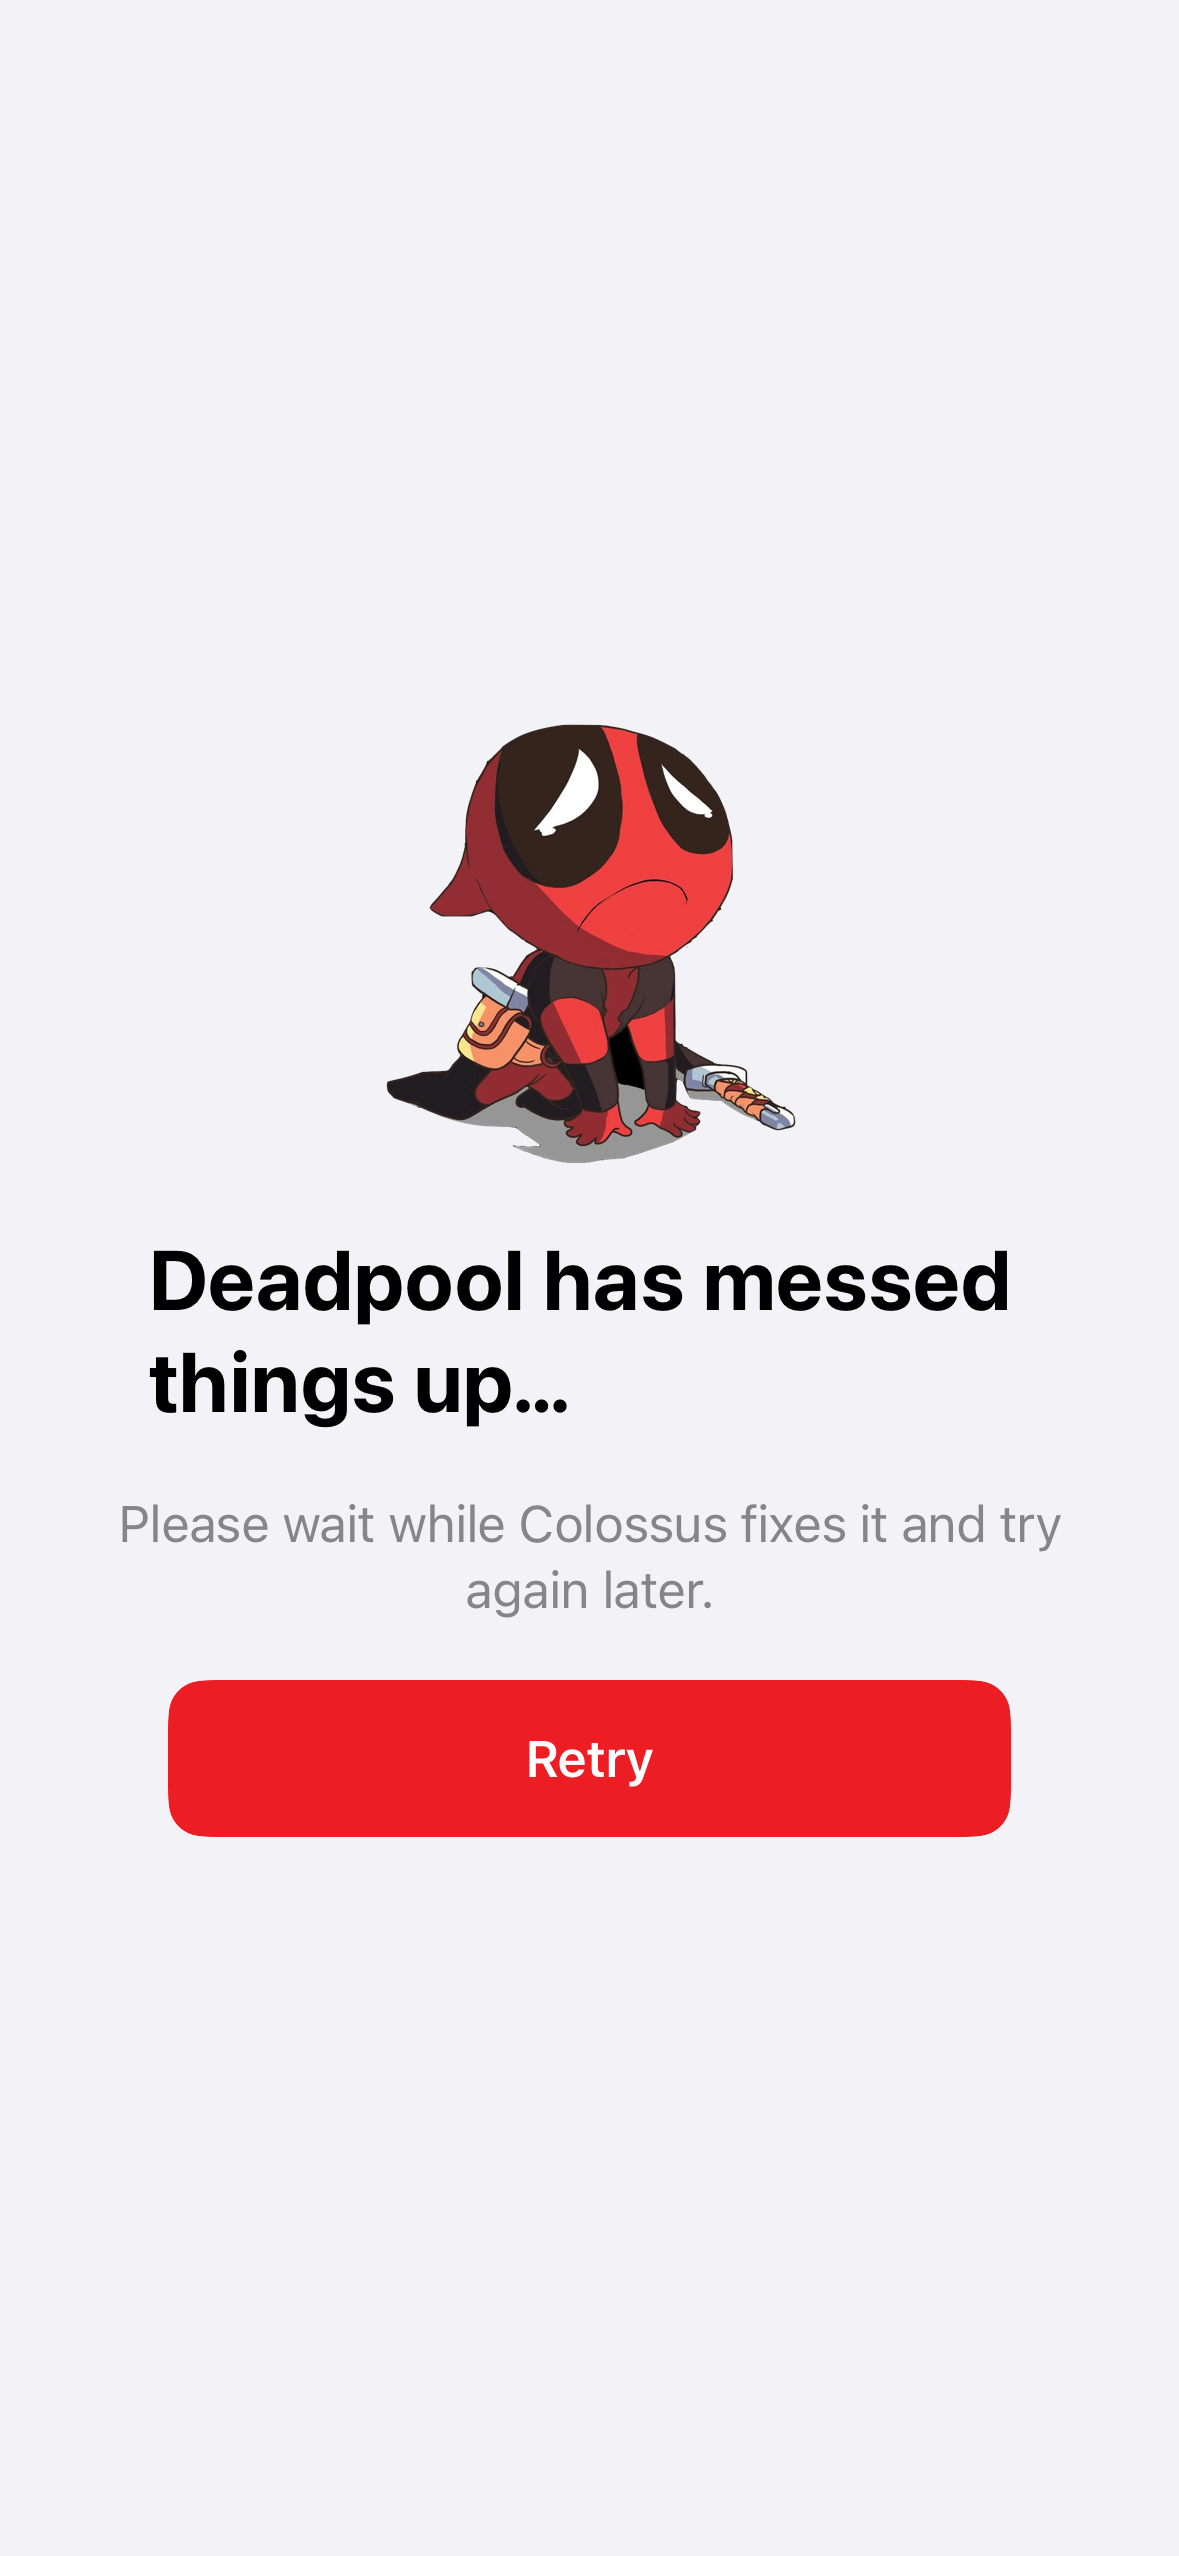 Deadpool has messed
things up...
Please wait while Colossus fixes it and try
again later.
Retry